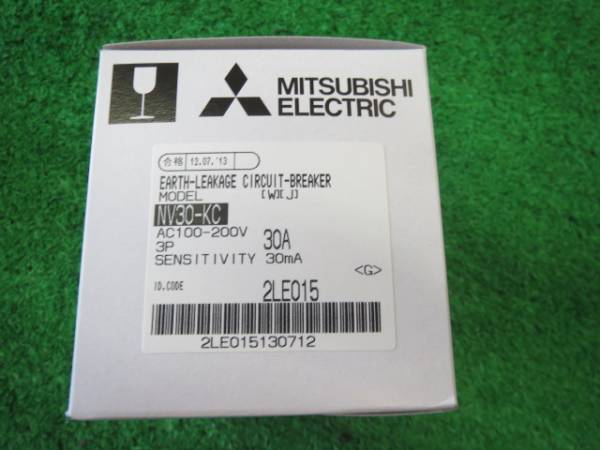 MITSUBISHI
ELECTRIC
合格 12.07.'13
EARTH-LEAKAGE CIRCUIT-BREAKER
MODEL [W][J]
NV30-KC
AC100-200V
3P 30A
SENSITIVITY 30mA
<G>
ID.CODE 2LE015
2LE015130712